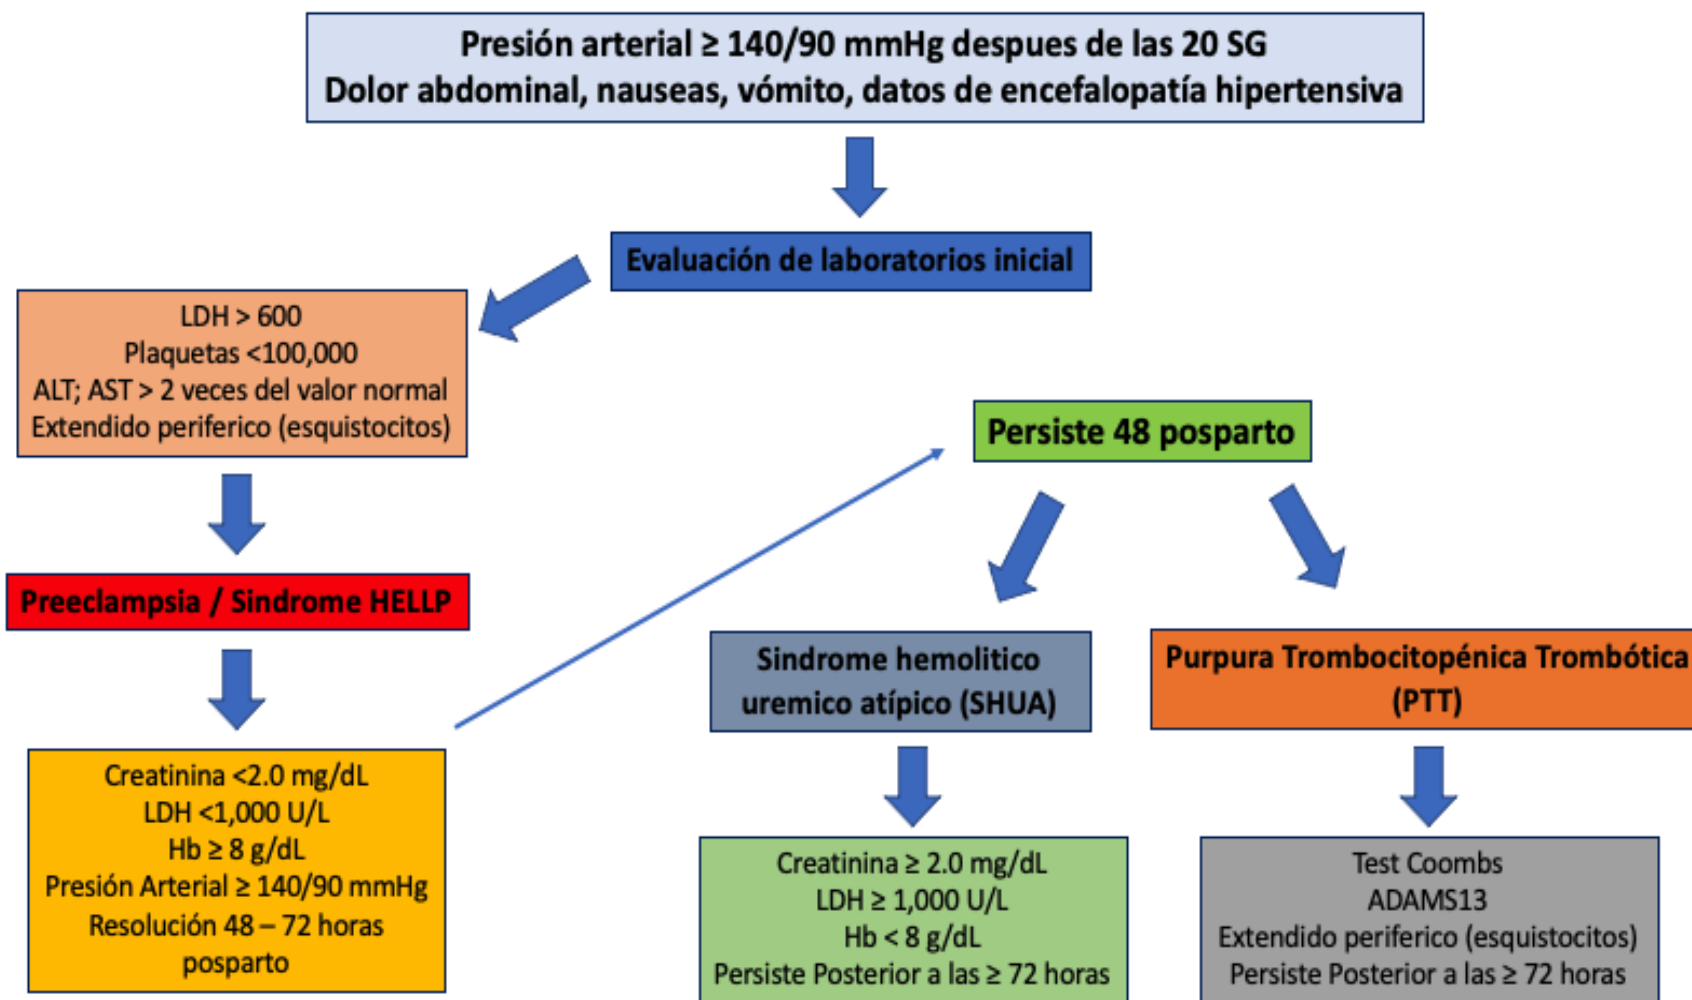 Presión arterial ≥ 140/90 mmHg despues de las 20 SG
Dolor abdominal, nauseas, vómito, datos de encefalopatía hipertensiva
Evaluación de laboratorios inicial
LDH > 600
Plaquetas <100,000
ALT; AST > 2 veces del valor normal
Extendido periferico (esquistocitos)
Preeclampsia / Sindrome HELLP
Creatinina <2.0 mg/dL
LDH <1,000 U/L
Hb ≥ 8 g/dL
Presión Arterial ≥ 140/90 mmHg
Resolución 48 – 72 horas
posparto
Persiste 48 posparto
Sindrome hemolitico
uremico atípico (SHUA)
Creatinina ≥ 2.0 mg/dL
LDH ≥ 1,000 U/L
Hb < 8 g/dL
Persiste Posterior a las ≥ 72 horas
Purpura Trombocitopénica Trombótica
(PTT)
Test Coombs
ADAMS13
Extendido periferico (esquistocitos)
Persiste Posterior a las ≥ 72 horas